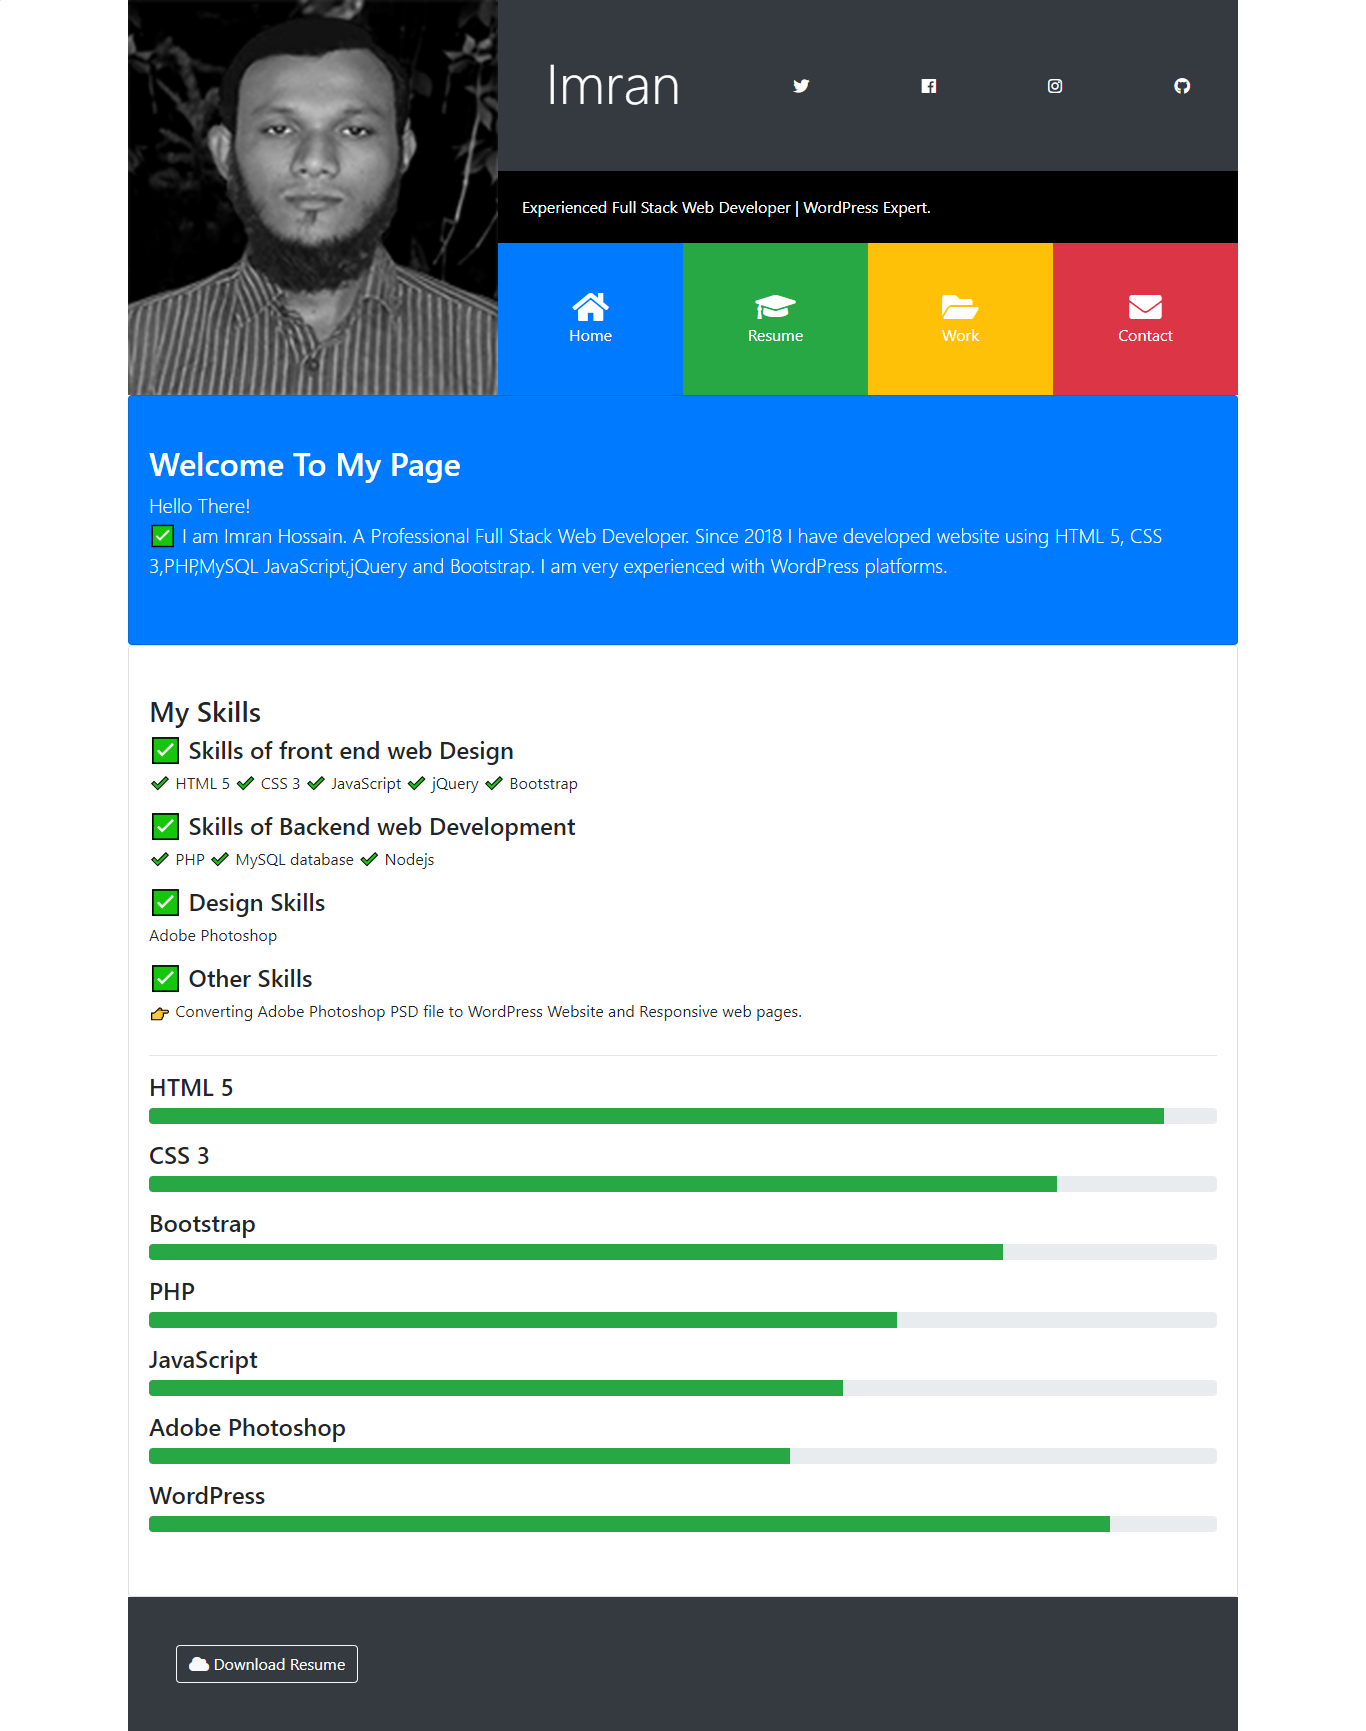 Imran
Experienced Full Stack Web Developer | WordPress Expert.
Home
Resume
Work
Contact
Welcome To My Page
Hello There!
✅ I am Imran Hossain. A Professional Full Stack Web Developer. Since 2018 I have developed website using HTML 5, CSS
3,PHP,MySQL JavaScript,jQuery and Bootstrap. I am very experienced with WordPress platforms.
My Skills
✅ Skills of front end web Design
✔ HTML 5 ✔ CSS 3 ✔ JavaScript ✔ jQuery ✔ Bootstrap
✅ Skills of Backend web Development
✔ PHP ✔ MySQL database ✔ Nodejs
✅ Design Skills
Adobe Photoshop
✅ Other Skills
👉 Converting Adobe Photoshop PSD file to WordPress Website and Responsive web pages.
HTML 5
CSS 3
Bootstrap
PHP
JavaScript
Adobe Photoshop
WordPress
Download Resume